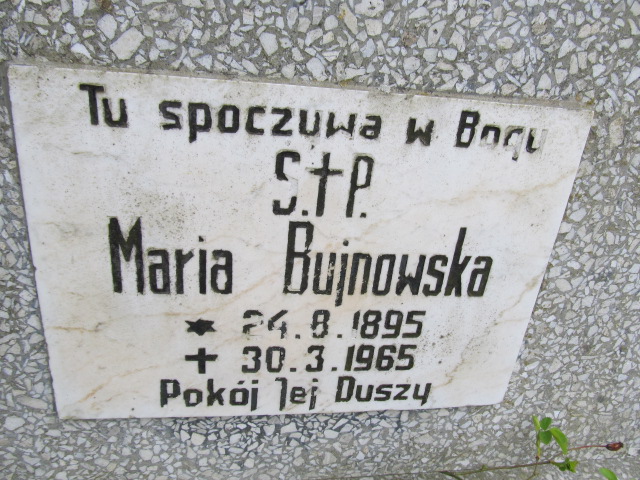 Tu spoczywa w Bogu
S.†P.
Maria Bujnowska
* 24.8.1895
+ 30.3.1965
Pokój Jej Duszy